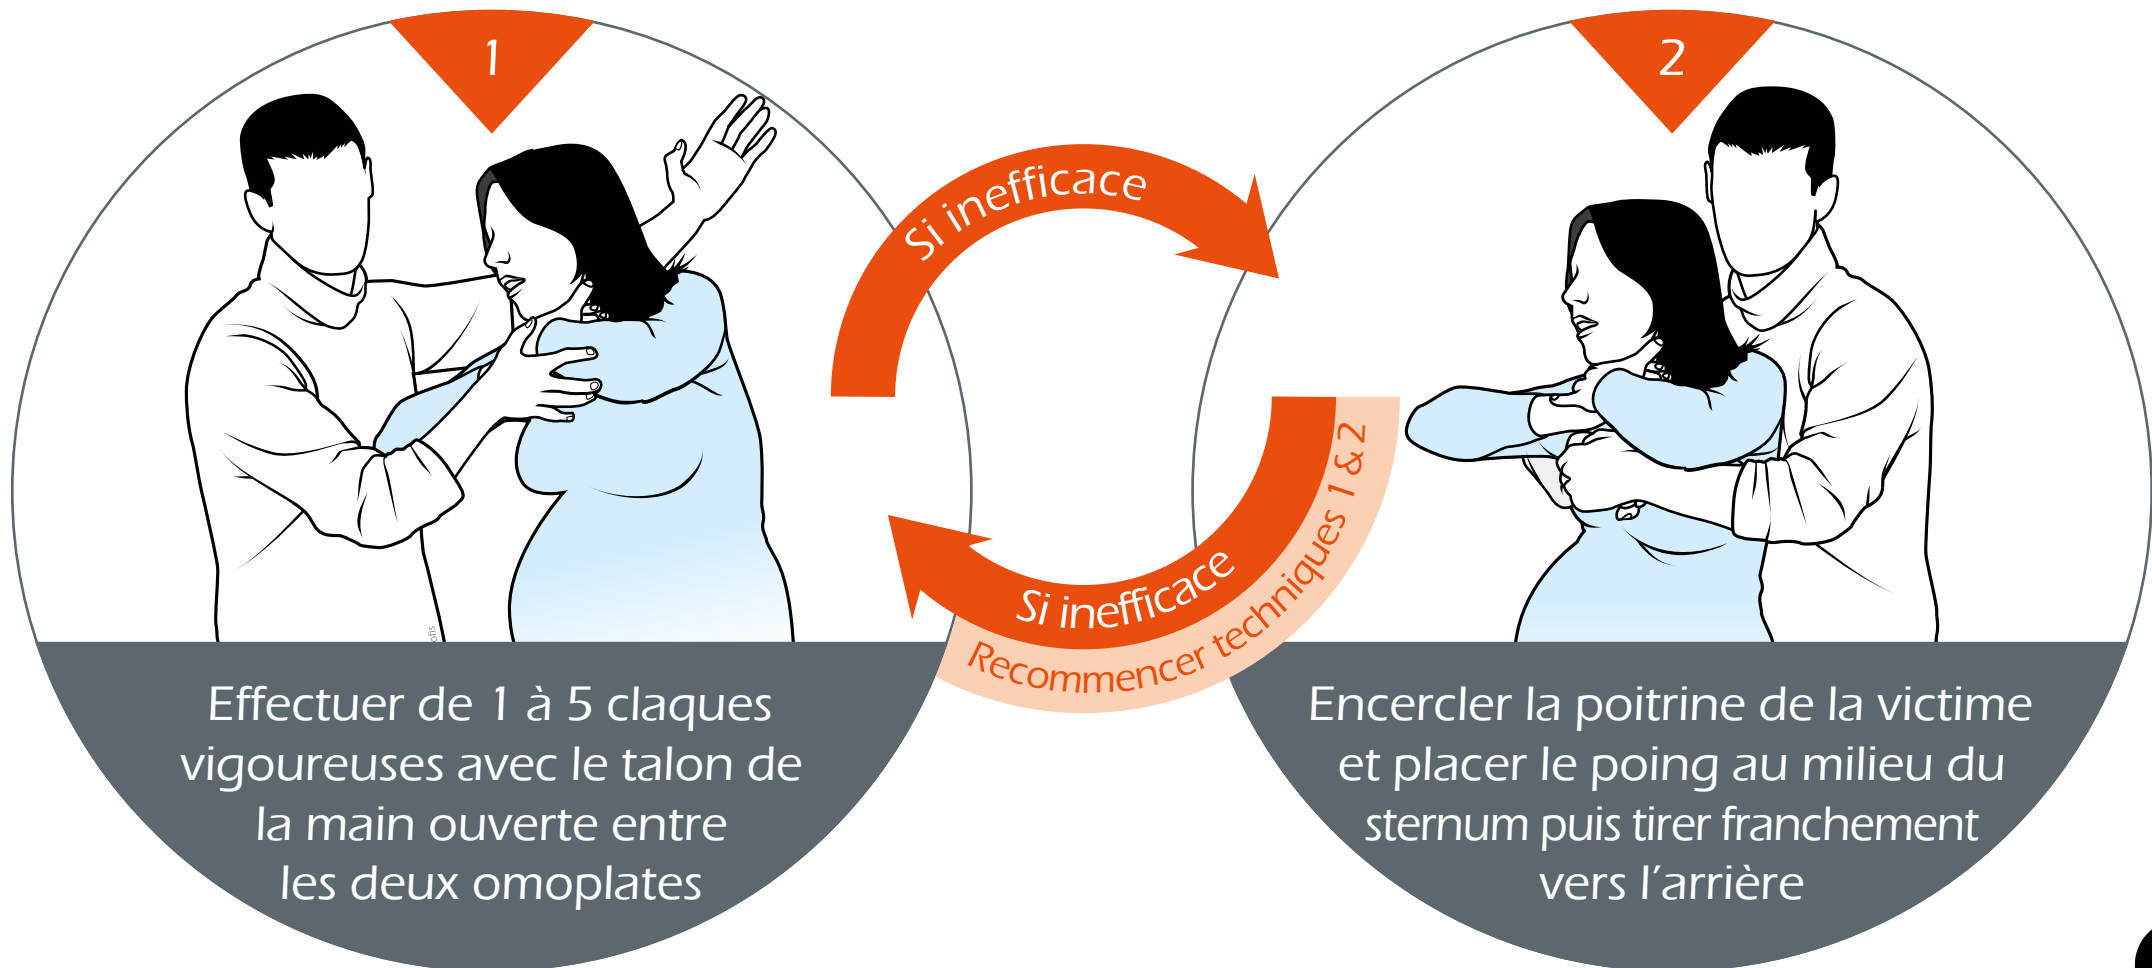 1
Effectuer de 1 à 5 claques
vigoureuses avec le talon de
la main ouverte entre
les deux omoplates
Si inefficace
2
Encercler la poitrine de la victime
et placer le poing au milieu du
sternum puis tirer franchement
vers l’arrière
Si inefficace
Recommencer techniques 1 & 2